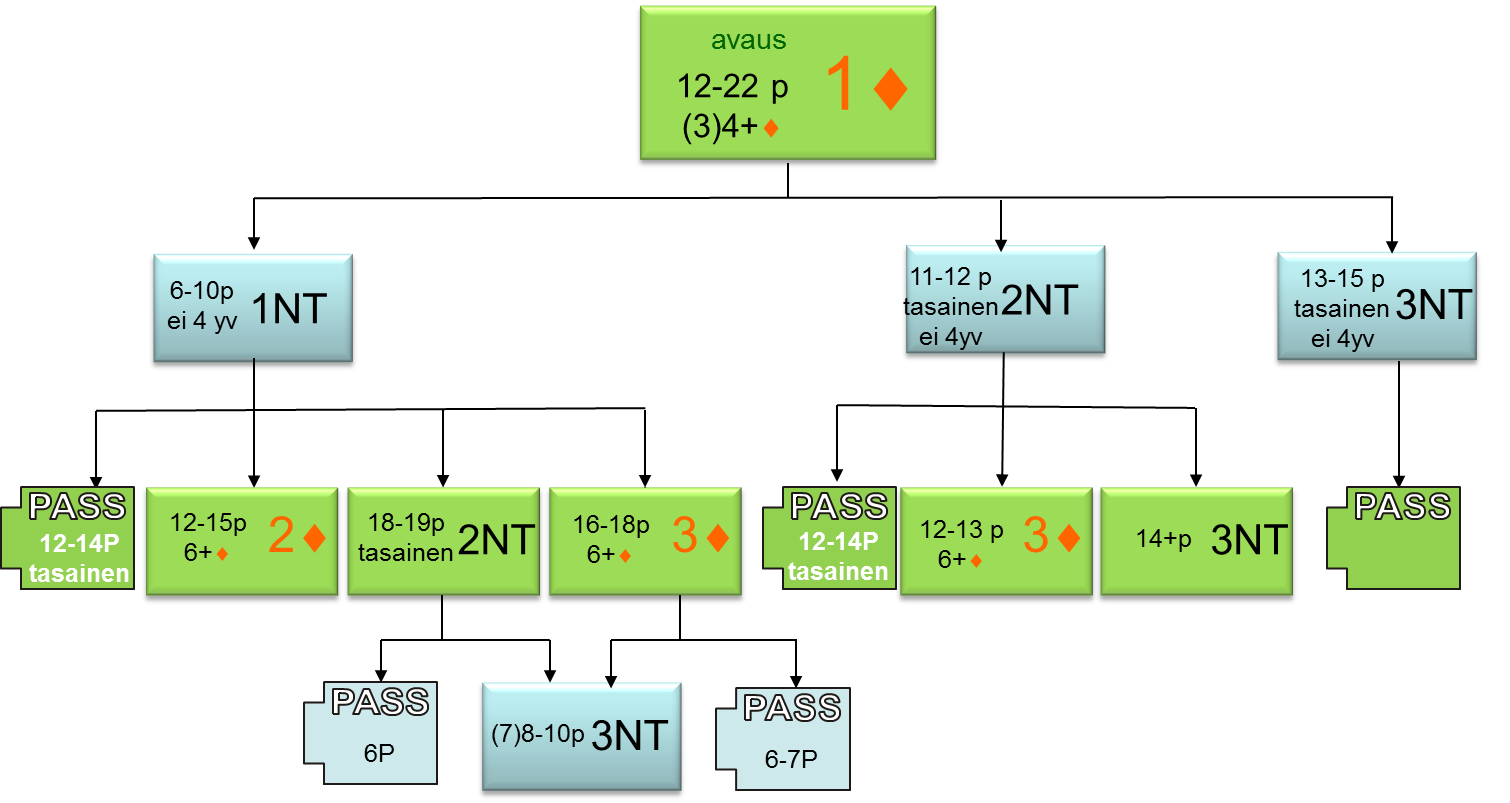 avaus
12-22 p
(3)4+♦
1♦
6-10p
ei 4 yv
1NT
11-12 p
tasainen
ei 4yv
2NT
13-15 p
tasainen
ei 4yv
3NT
PASS
12-14P
tasainen
12-15p
6+♦
2♦
18-19p
tasainen
2NT
16-18p
6+♦
3♦
PASS
12-14P
tasainen
12-13 p
6+♦
3♦
14+p
3NT
PASS
PASS
6P
(7)8-10p
3NT
PASS
6-7P